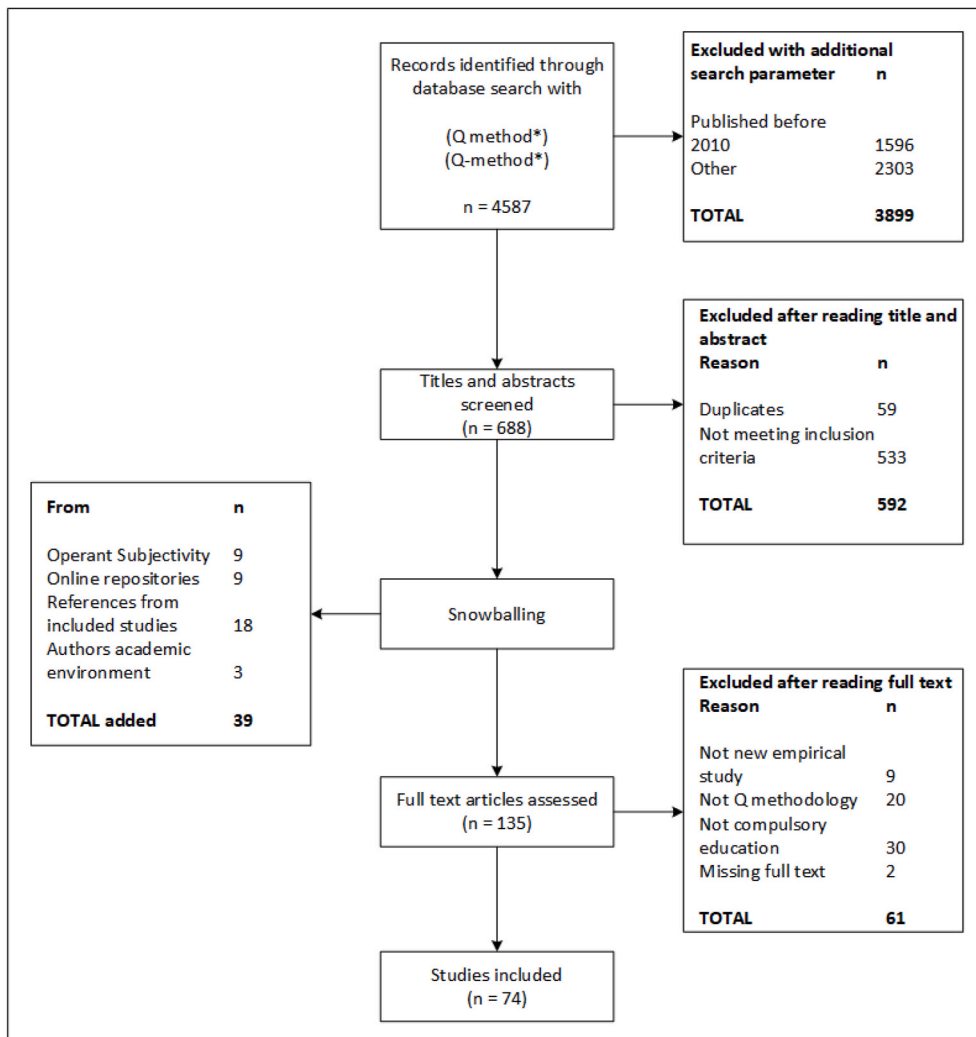 Records identified through
database search with
(Q method*)
(Q-method*)
n = 4587
Excluded with additional
search parameter n
Published before
2010 1596
Other 2303
TOTAL 3899
Titles and abstracts
screened
(n = 688)
Excluded after reading title and
abstract
Reason n
Duplicates 59
Not meeting inclusion
criteria 533
TOTAL 592
From n
Operant Subjectivity 9
Online repositories 9
References from
included studies 18
Authors academic
environment 3
TOTAL added 39
Snowballing
Full text articles assessed
(n = 135)
Excluded after reading full text
Reason n
Not new empirical
study 9
Not Q methodology 20
Not compulsory
education 30
Missing full text 2
TOTAL 61
Studies included
(n = 74)